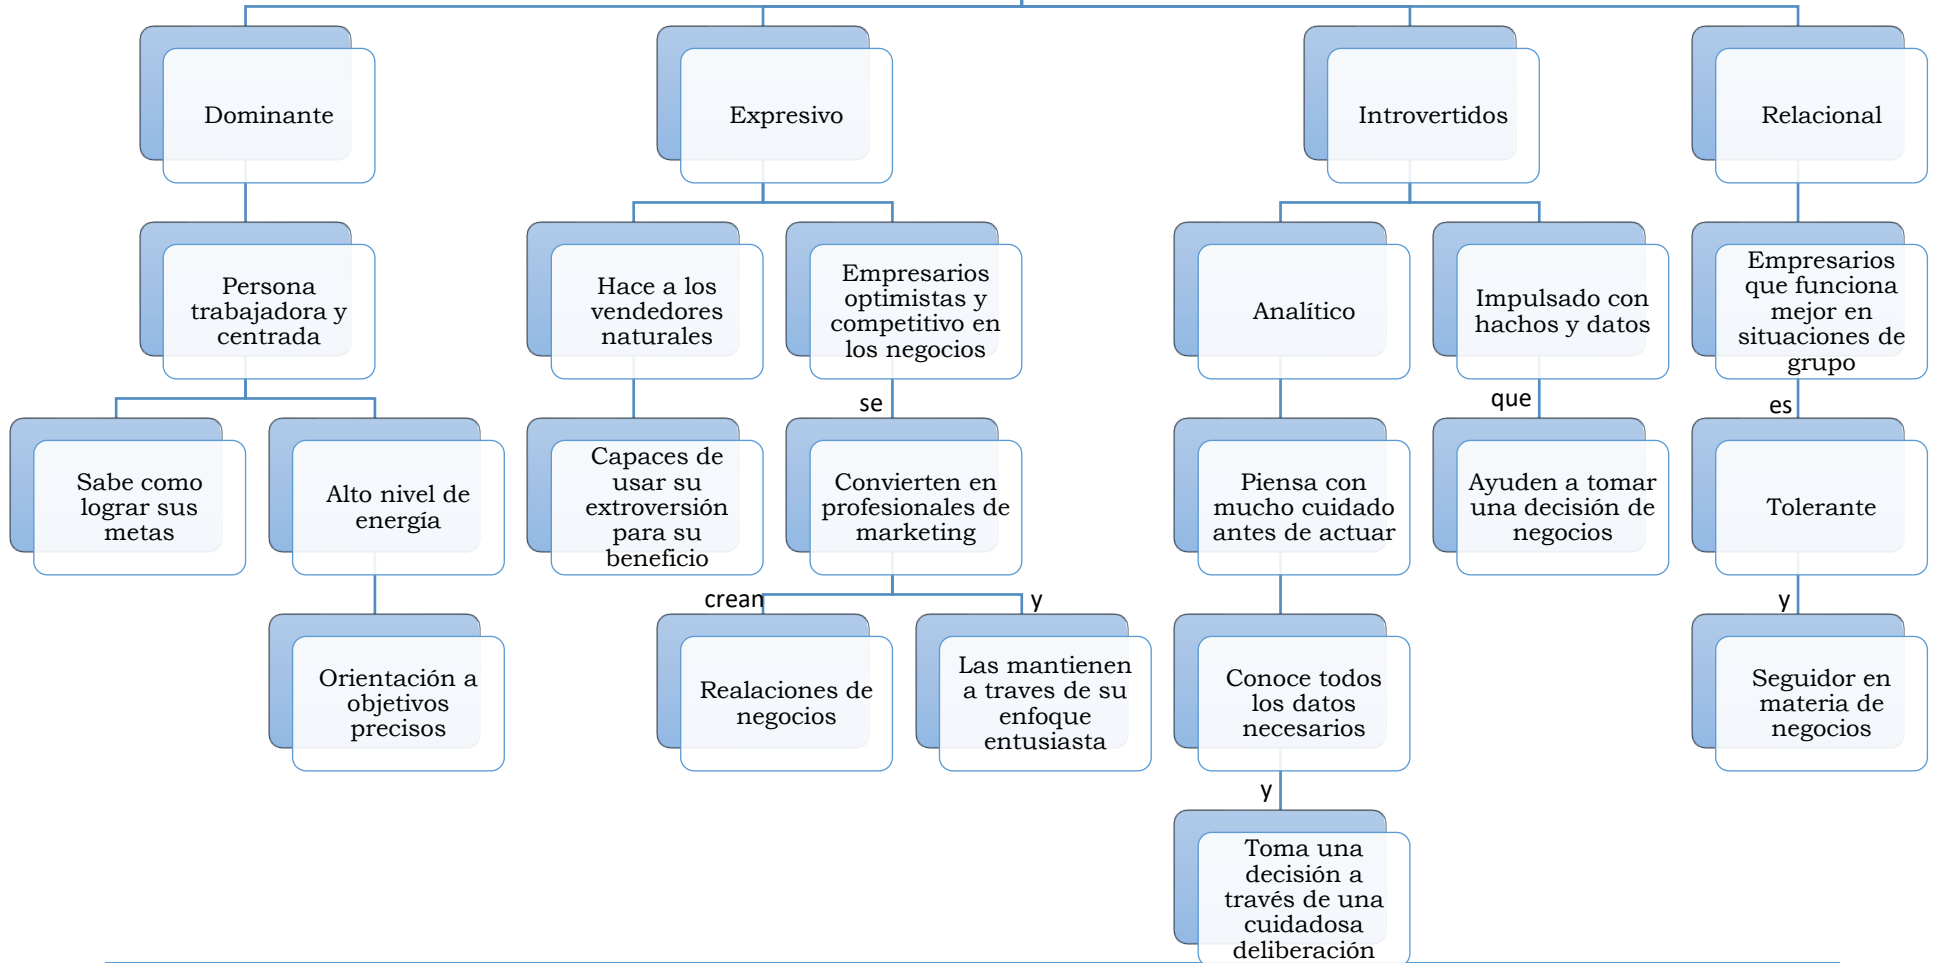 Dominante
Expresivo
Introvertidos
Relacional
Persona
trabajadora y
centrada
Hace a los
vendedores
naturales
Empresarios
optimistas y
competitivo en
los negocios
Analítico
Impulsado con
hachos y datos
Empresarios
que funciona
mejor en
situaciones de
grupo
se
que
es
Sabe como
lograr sus
metas
Alto nivel de
energía
Capaces de
usar su
extroversión
para su
beneficio
Convierten en
profesionales de
marketing
Piensa con
mucho cuidado
antes de actuar
Ayuden a tomar
una decisión de
negocios
Tolerante
crean
y
y
Orientación a
objetivos
precisos
Realaciones de
negocios
Las mantienen
a traves de su
enfoque
entusiasta
Conoce todos
los datos
necesarios
Seguidor en
materia de
negocios
y
Toma una
decisión a
través de una
cuidadosa
deliberación